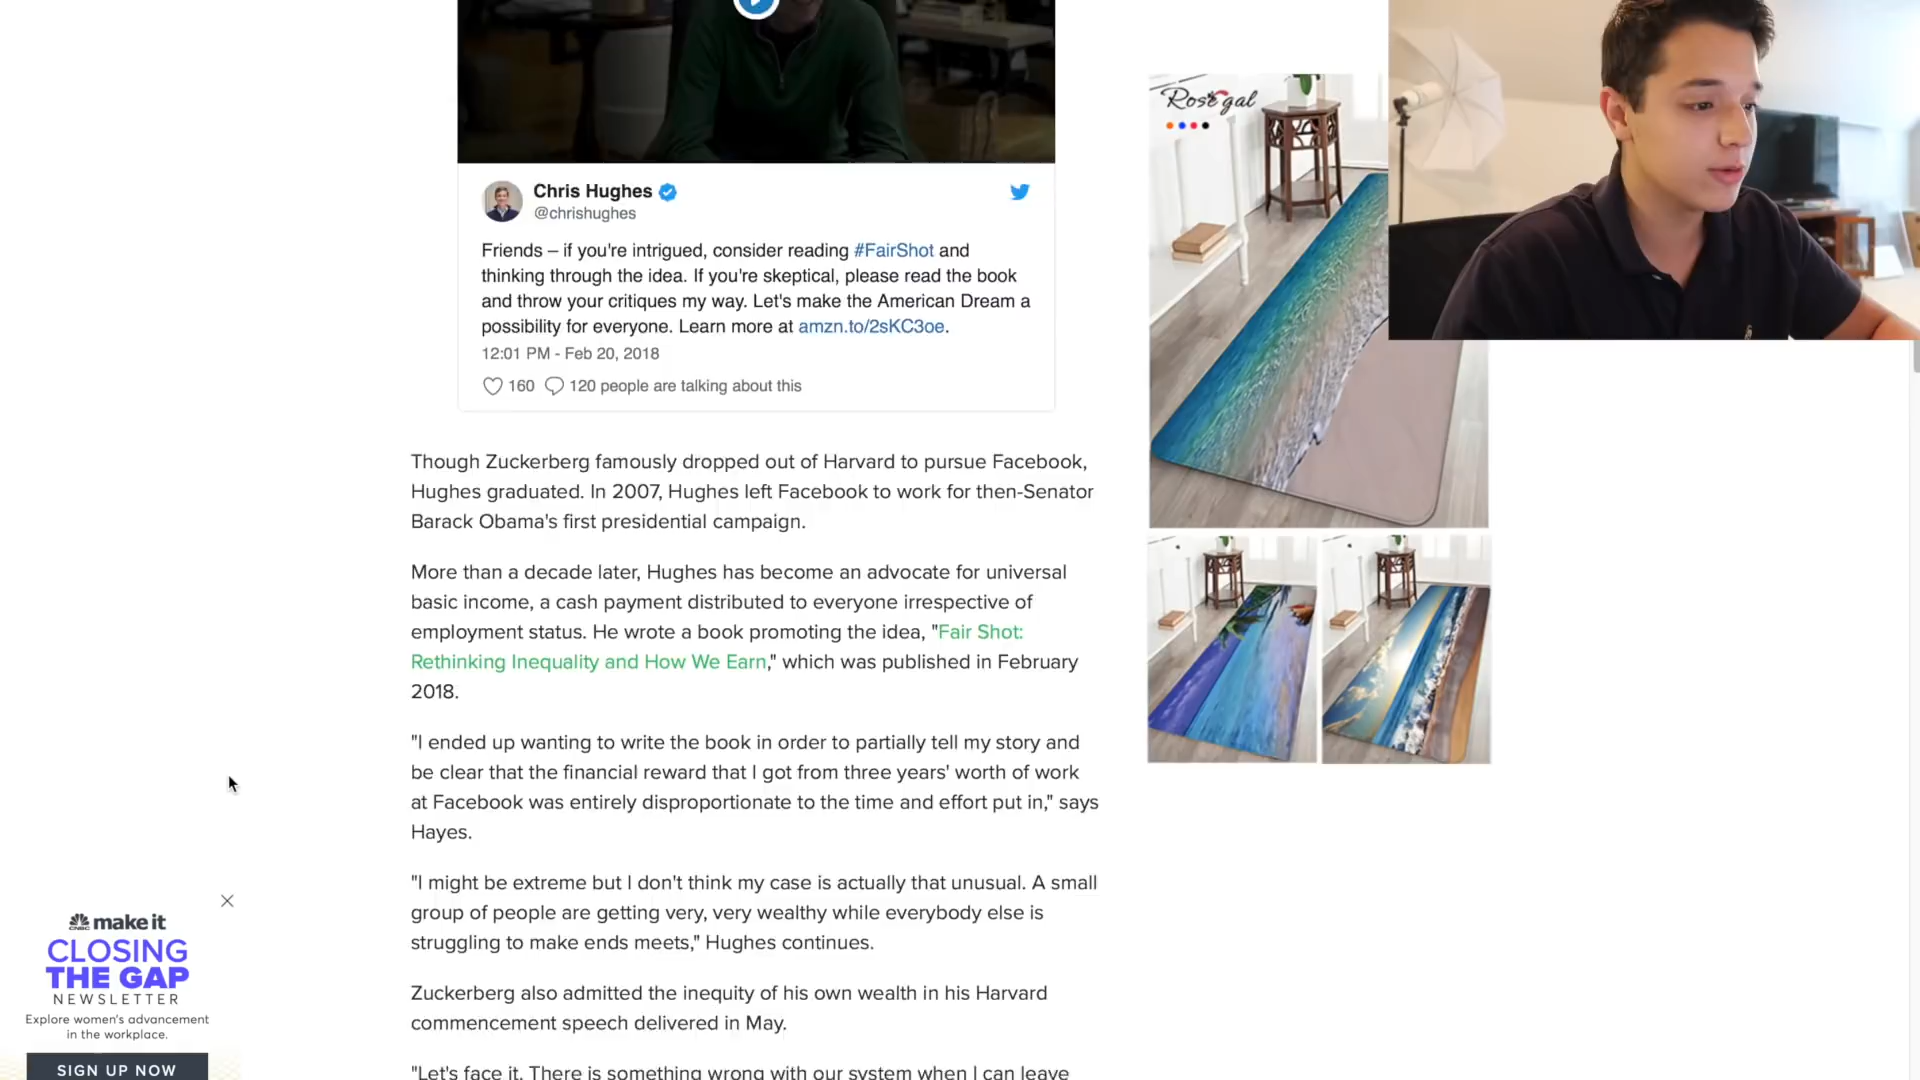 Rosegal
Chris Hughes
@chrishughes
Friends – if you're intrigued, consider reading #FairShot and
thinking through the idea. If you're skeptical, please read the book
and throw your critiques my way. Let's make the American Dream a
possibility for everyone. Learn more at amzn.to/2sKC3oe.
12:01 PM - Feb 20, 2018
160 120 people are talking about this
Though Zuckerberg famously dropped out of Harvard to pursue Facebook,
Hughes graduated. In 2007, Hughes left Facebook to work for then-Senator
Barack Obama's first presidential campaign.
More than a decade later, Hughes has become an advocate for universal
basic income, a cash payment distributed to everyone irrespective of
employment status. He wrote a book promoting the idea, "Fair Shot:
Rethinking Inequality and How We Earn," which was published in February
2018.
"I ended up wanting to write the book in order to partially tell my story and
be clear that the financial reward that I got from three years' worth of work
at Facebook was entirely disproportionate to the time and effort put in," says
Hayes.
"I might be extreme but I don't think my case is actually that unusual. A small
group of people are getting very, very wealthy while everybody else is
struggling to make ends meets," Hughes continues.
Zuckerberg also admitted the inequity of his own wealth in his Harvard
commencement speech delivered in May.
"Let's face it. There is something wrong with our system when I can leave
CNBC make it
CLOSING
THE GAP
NEWSLETTER
Explore women's advancement
in the workplace.
SIGN UP NOW